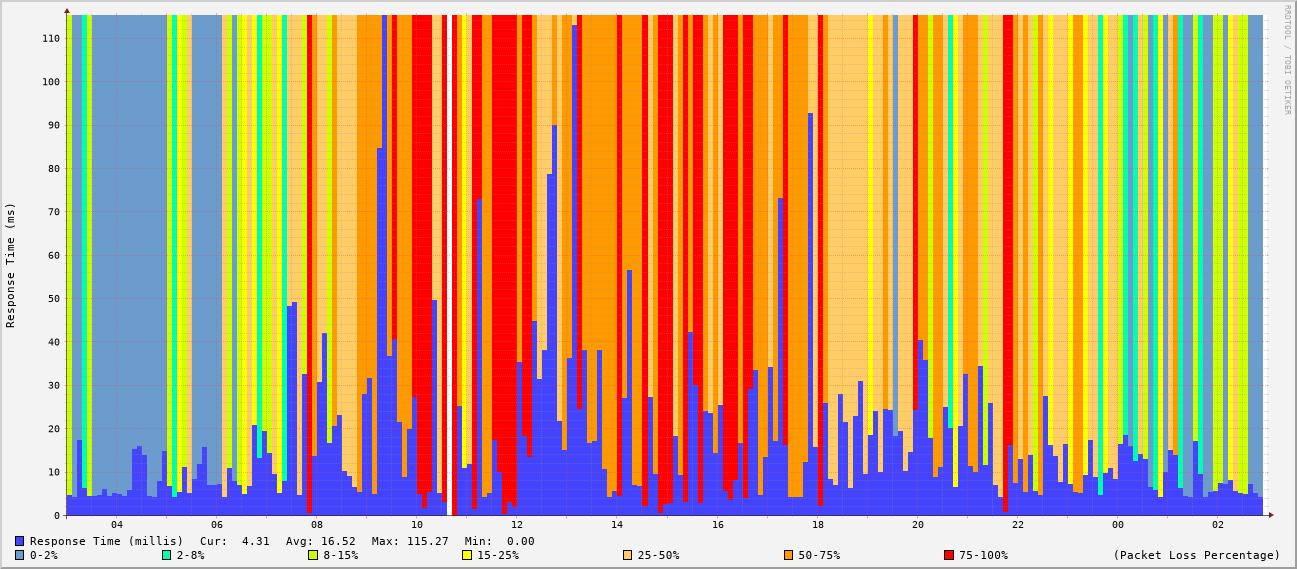 RRDTOOL / TOBI OETIKER
Response Time (ms)
110
100
90
80
70
60
50
40
30
20
10
0
04 06 08 10 12 14 16 18 20 22 00 02
Response Time (millis) Cur: 4.31 Avg: 16.52 Max: 115.27 Min: 0.00
0-2% 2-8% 8-15% 15-25% 25-50% 50-75% 75-100% (Packet Loss Percentage)